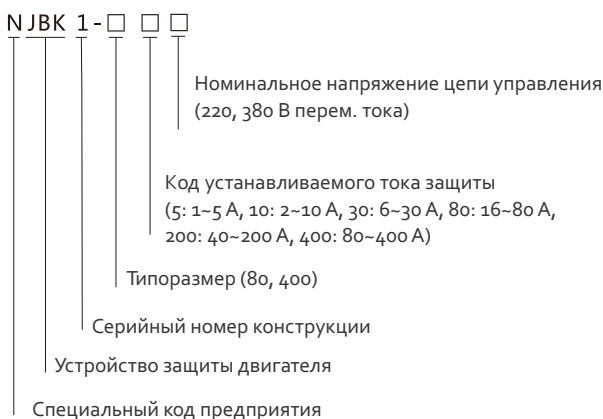 NJBK 1-□ □ □
Номинальное напряжение цепи управления
(220, 380 В перем. тока)
Код устанавливаемого тока защиты
(5: 1~5 А, 10: 2~10 А, 30: 6~30 А, 80: 16~80 А,
200: 40~200 А, 400: 80~400 А)
Типоразмер (80, 400)
Серийный номер конструкции
Устройство защиты двигателя
Специальный код предприятия